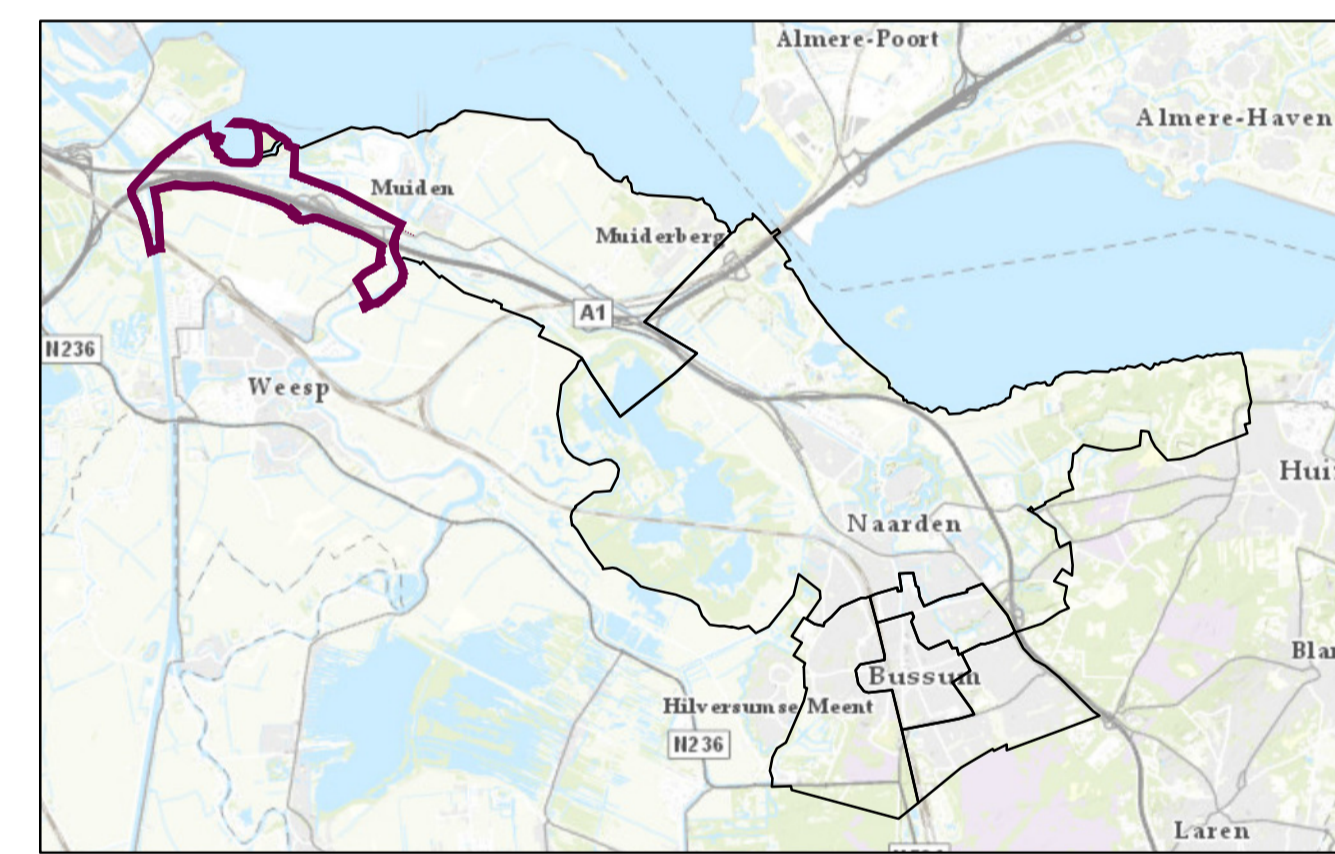 Almere-Poort
Almere-Haven
Muiden
Muiderberg
A1
N236
Weesp
Hui
Naarden
Bla
Bussum
Hilversumse Meent
N236
Laren